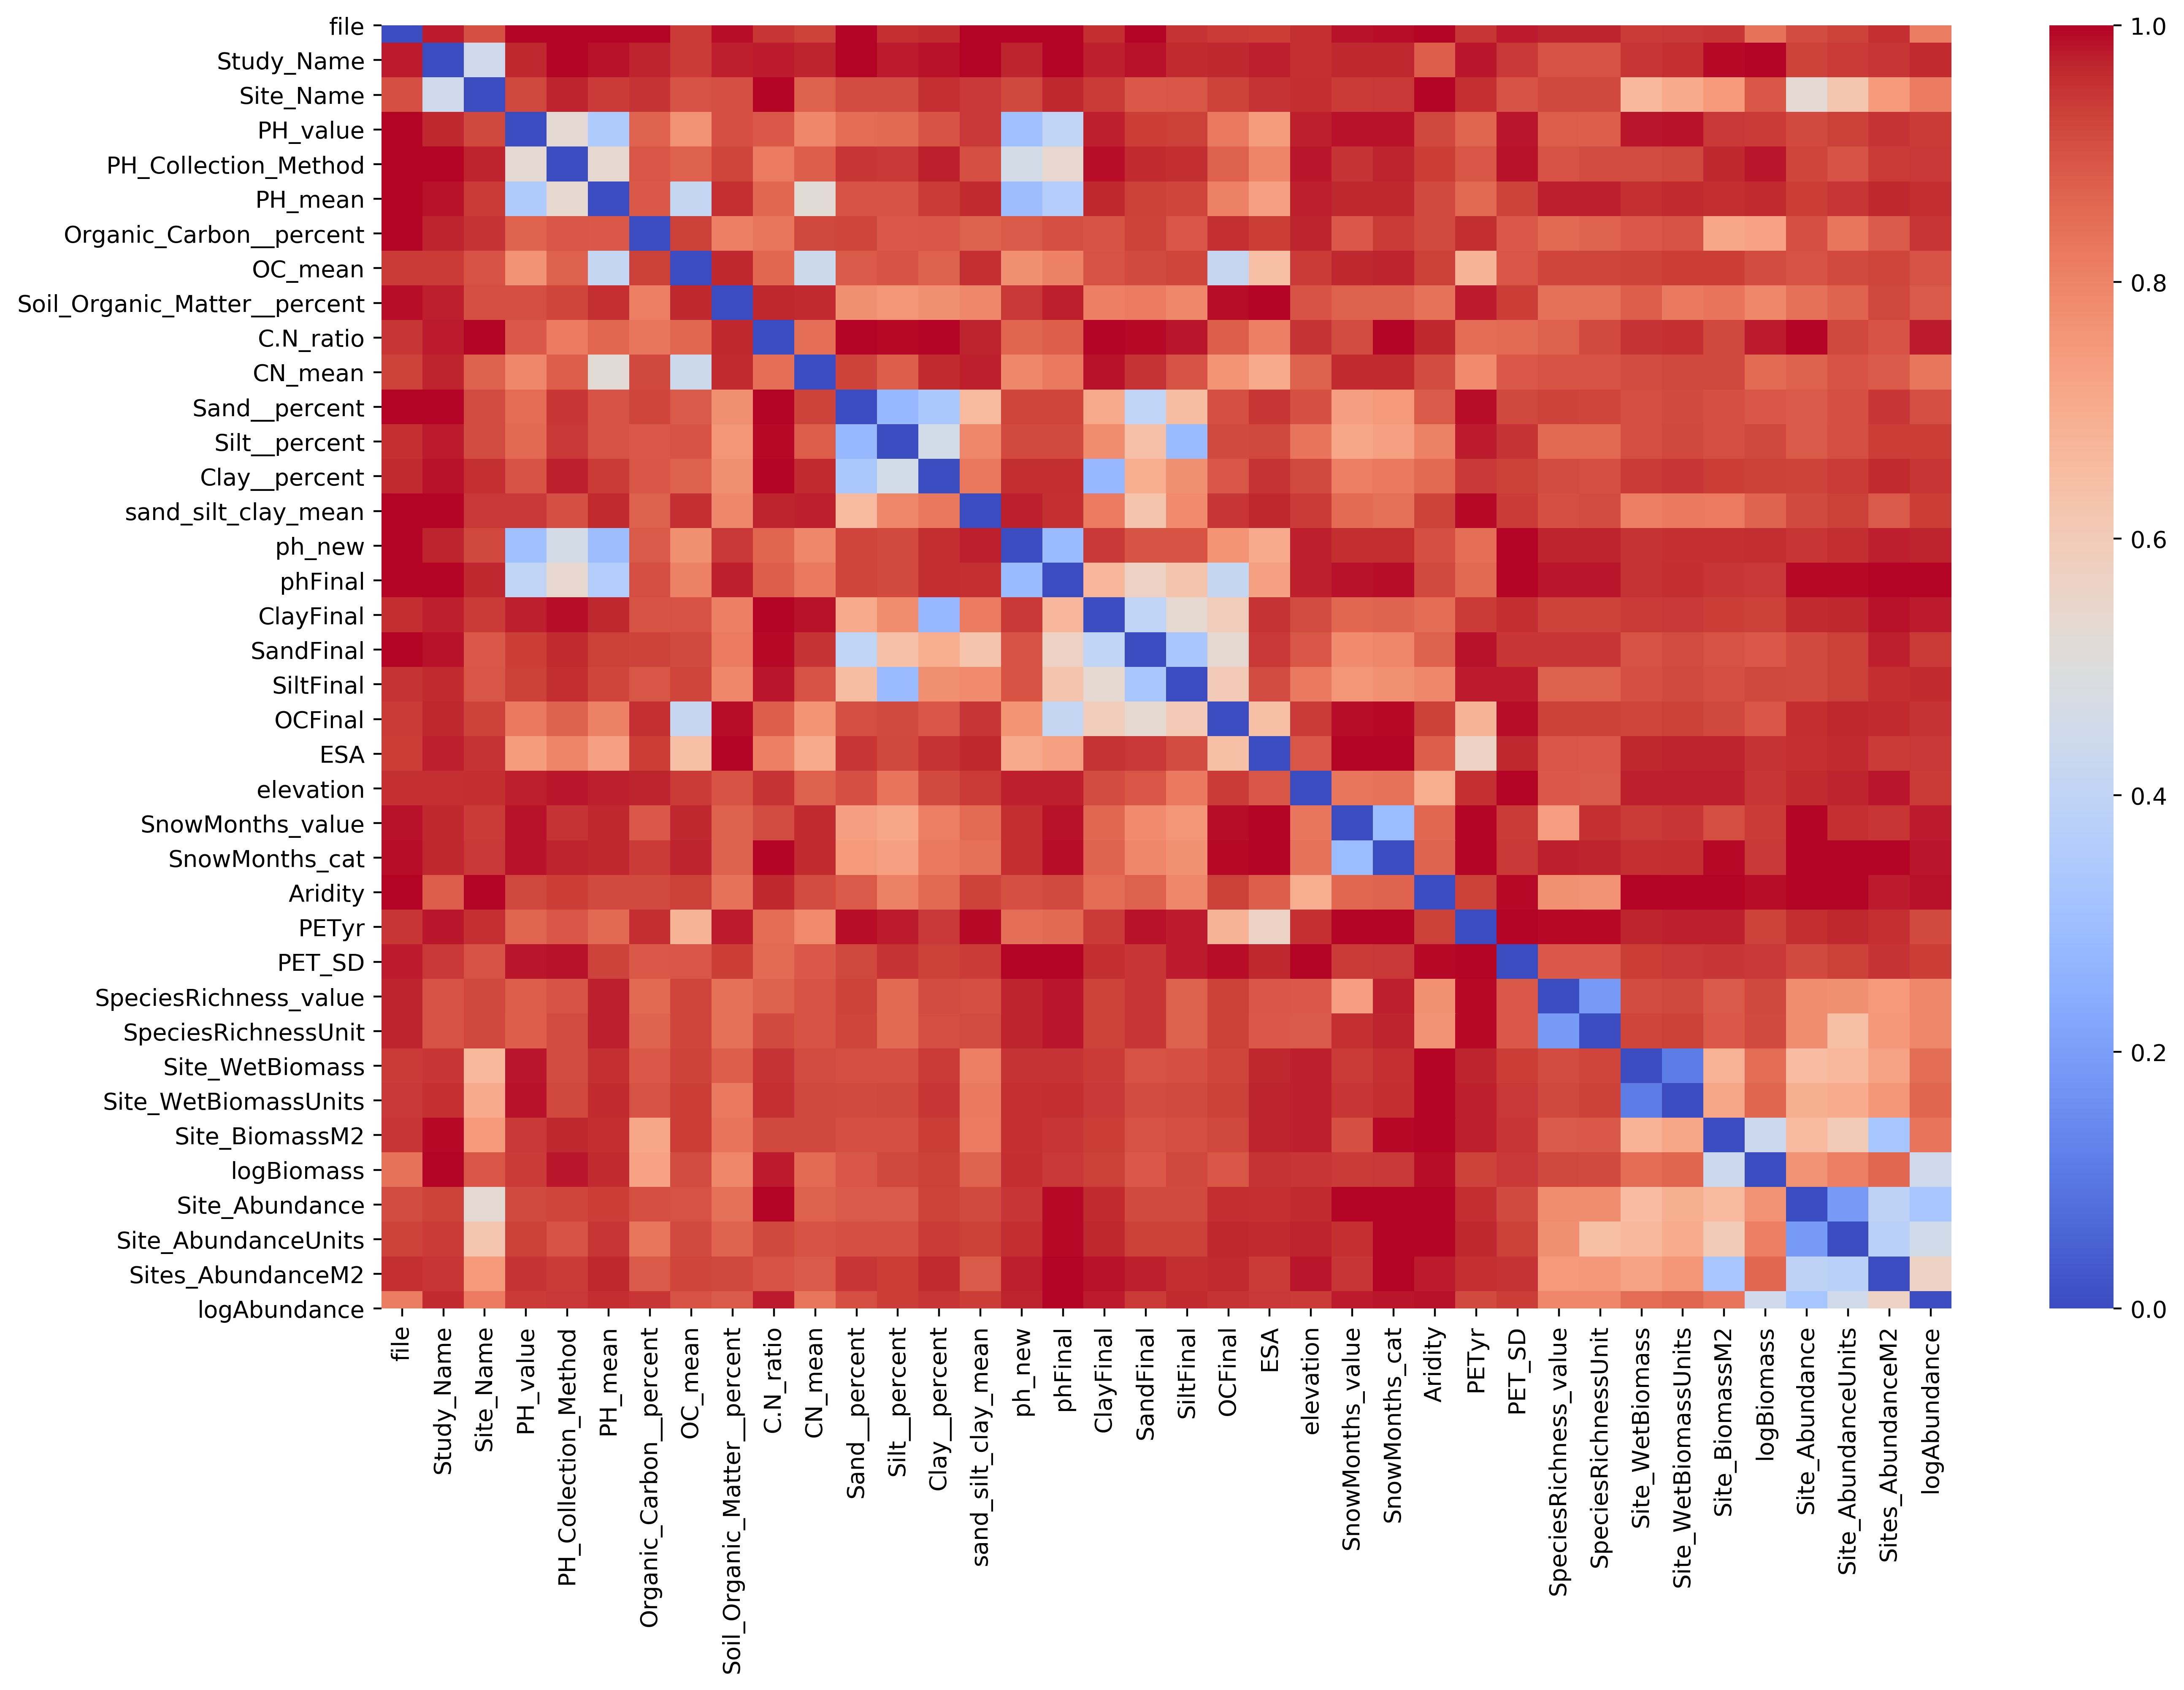 file
Study_Name
Site_Name
PH_value
PH_Collection_Method
PH_mean
Organic_Carbon__percent
OC_mean
Soil_Organic_Matter__percent
C.N_ratio
CN_mean
Sand__percent
Silt__percent
Clay__percent
sand_silt_clay_mean
ph_new
phFinal
ClayFinal
SandFinal
SiltFinal
OCFinal
ESA
elevation
SnowMonths_value
SnowMonths_cat
Aridity
PETyr
PET_SD
SpeciesRichness_value
SpeciesRichnessUnit
Site_WetBiomass
Site_WetBiomassUnits
Site_BiomassM2
logBiomass
Site_Abundance
Site_AbundanceUnits
Sites_AbundanceM2
logAbundance
file
Study_Name
Site_Name
PH_value
PH_Collection_Method
PH_mean
Organic_Carbon__percent
OC_mean
Soil_Organic_Matter__percent
C.N_ratio
CN_mean
Sand__percent
Silt__percent
Clay__percent
sand_silt_clay_mean
ph_new
phFinal
ClayFinal
SandFinal
SiltFinal
OCFinal
ESA
elevation
SnowMonths_value
SnowMonths_cat
Aridity
PETyr
PET_SD
SpeciesRichness_value
SpeciesRichnessUnit
Site_WetBiomass
Site_WetBiomassUnits
Site_BiomassM2
logBiomass
Site_Abundance
Site_AbundanceUnits
Sites_AbundanceM2
logAbundance
1.0
0.8
0.6
0.4
0.2
0.0